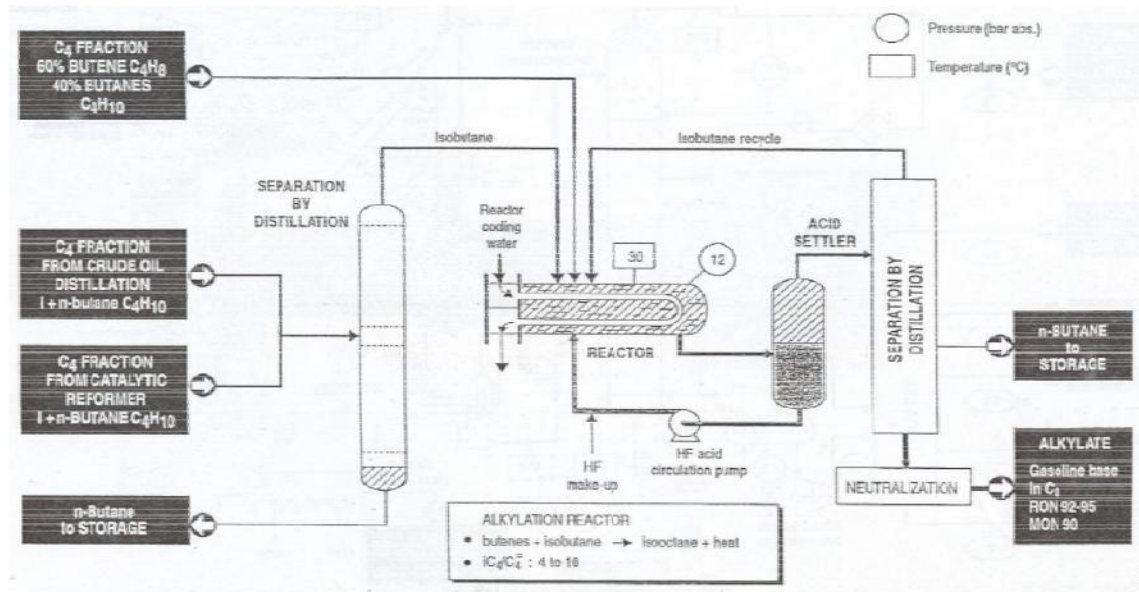 Pressure (bar abs.)
Temperature (°C)
C4 FRACTION
60% BUTENE C4H8
40% BUTANES
C4H10
Isobutane
Isobutane recycle
SEPARATION
BY
DISTILLATION
Reactor
coding
water
30
12
ACID
SETTLER
SEPARATION BY
DISTILLATION
C4 FRACTION
FROM CRUDE OIL
DISTILLATION
I + n-butane C4H10
REACTOR
n-BUTANE
to
STORAGE
C4 FRACTION
FROM CATALYTIC
REFORMER
I + n-BUTANE C4H10
HF acid
circulation pump
HF
make-up
NEUTRALIZATION
ALKYLATE
Gasoline base
in
RON 92-95
MON 90
n-Butane
to STORAGE
ALKYLATION REACTOR
• butenes + isobutane → isooctase + heat
• iC4/C4= : 4 to 10